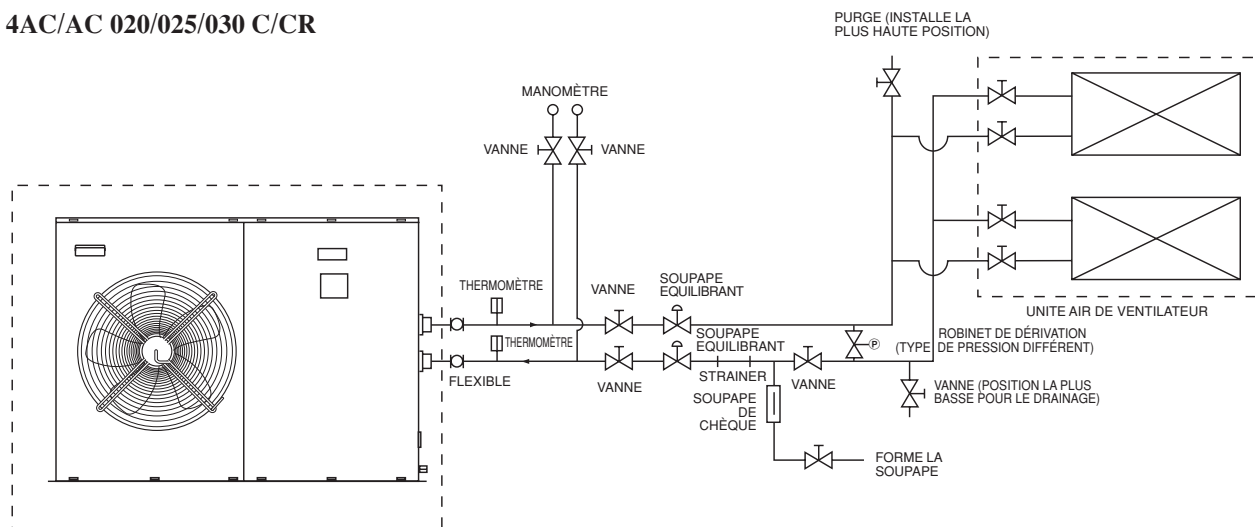 4AC/AC 020/025/030 C/CR
PURGE (INSTALLE LA
PLUS HAUTE POSITION)
MANOMÈTRE
VANNE
VANNE
THERMOMÈTRE
VANNE
SOUPAPE
EQUILIBRANT
UNITE AIR DE VENTILATEUR
SOUPAPE
EQUILIBRANT
ROBINET DE DÉRIVATION
(TYPE DE PRESSION DIFFÉRENT)
P
THERMOMÈTRE
FLEXIBLE
VANNE
STRAINER
VANNE
VANNE (POSITION LA PLUS
BASSE POUR LE DRAINAGE)
SOUPAPE
DE
CHÈQUE
FORME LA
SOUPAPE